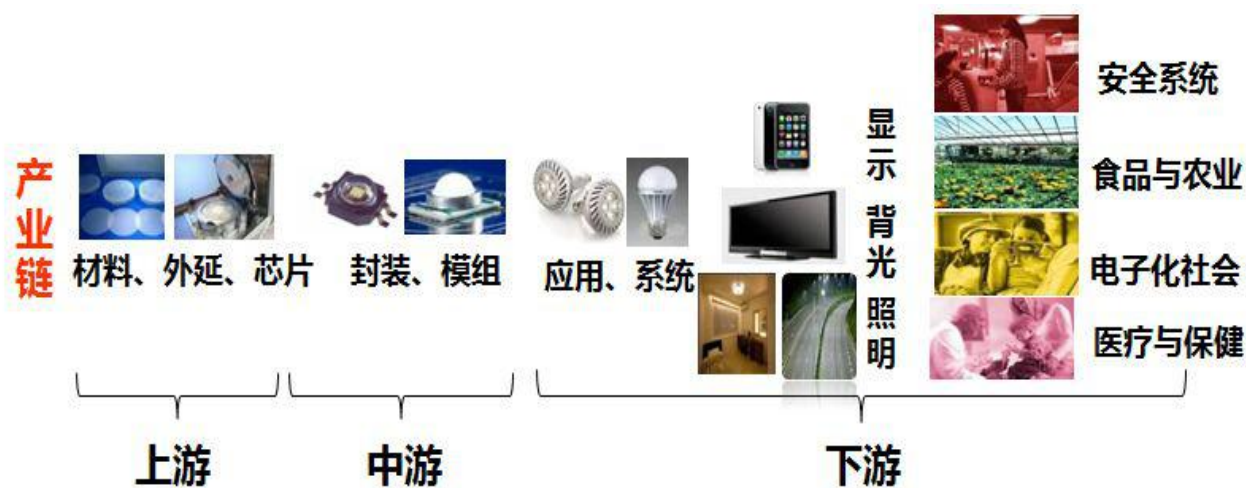 产业链
材料、外延、芯片
封装、模组
应用、系统
显示
背光
照明
安全系统
食品与农业
电子化社会
医疗与保健
上游
中游
下游